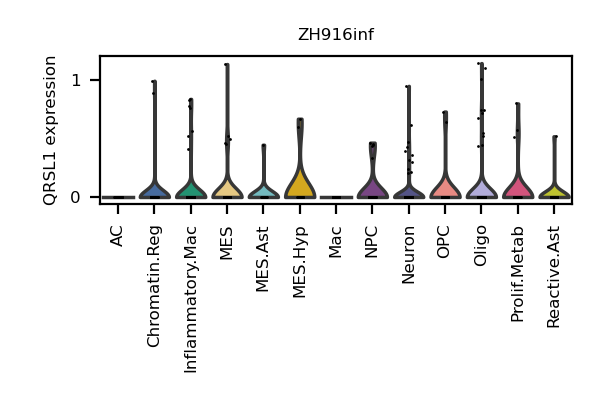 ZH916inf
QRSL1 expression
1
0
AC
Chromatin.Reg
Inflammatory.Mac
MES
MES.Ast
MES.Hyp
Mac
NPC
Neuron
OPC
Oligo
Prolif.Metab
Reactive.Ast